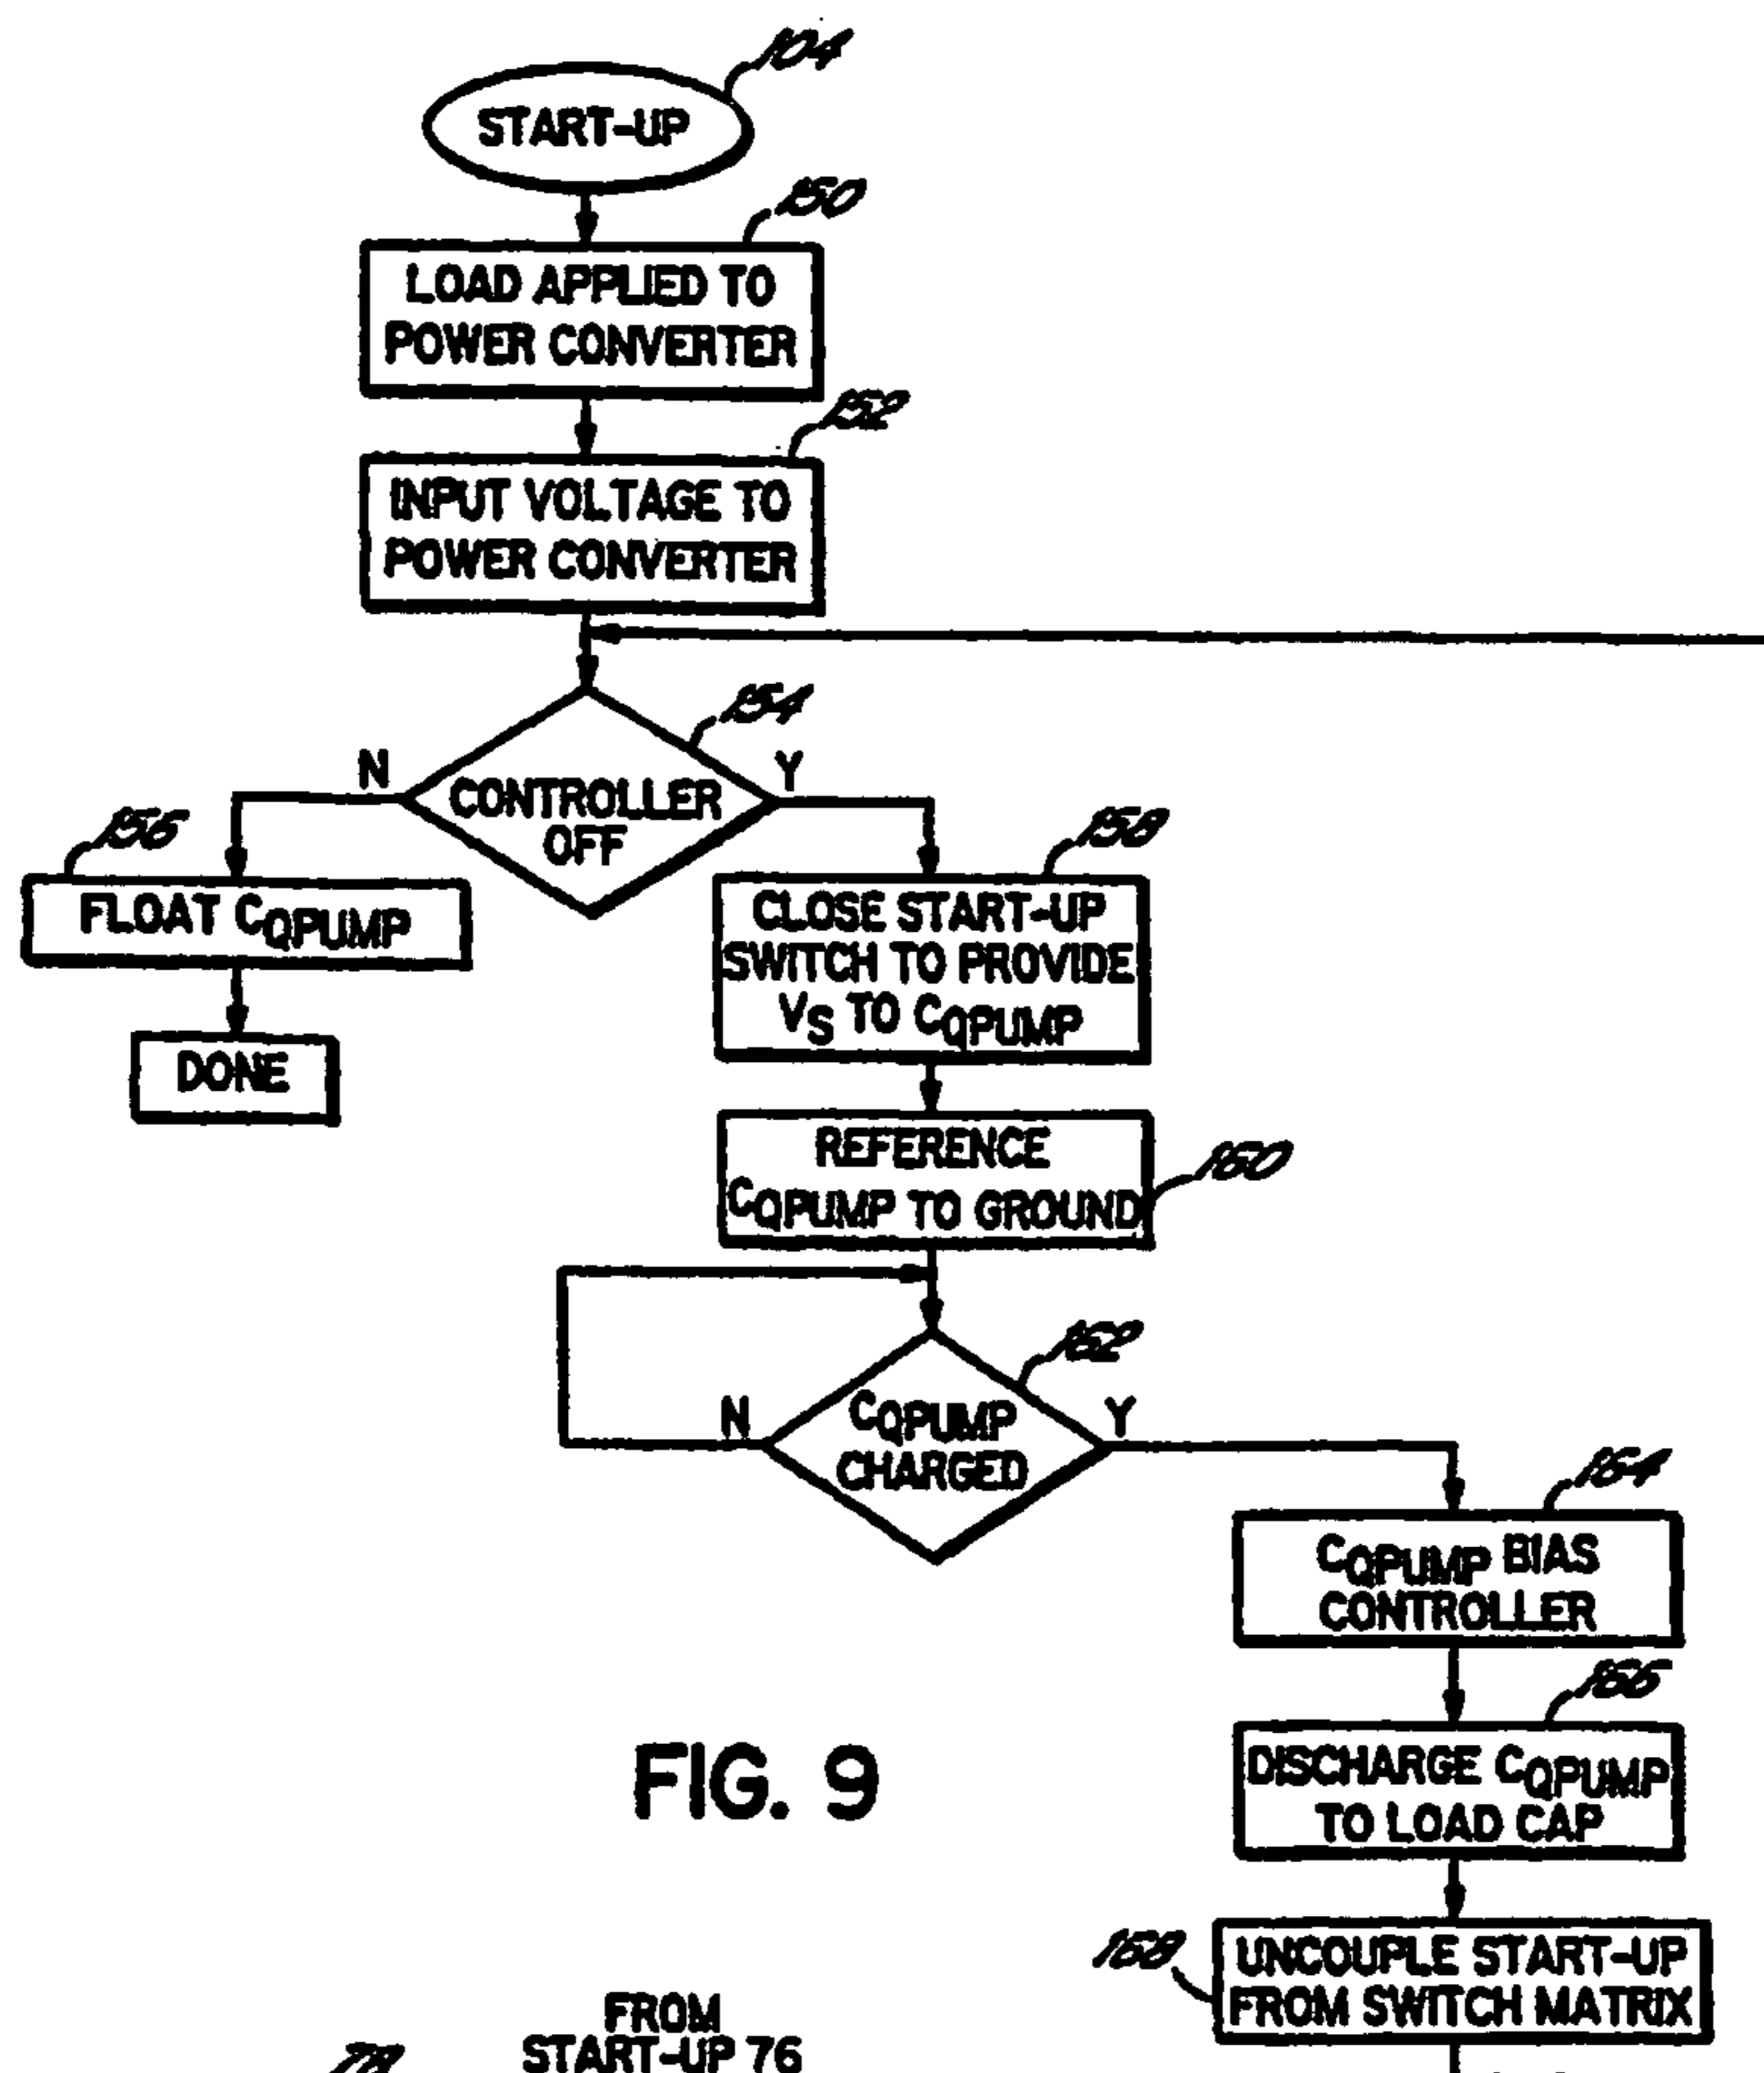 104
START-UP
150
LOAD APPLIED TO
POWER CONVERTER
152
INPUT VOLTAGE TO
POWER CONVERTER
154
N
Y
CONTROLLER
OFF
156
FLOAT CQPUMP
DONE
158
CLOSE START-UP
SWITCH TO PROVIDE
VS TO CQPUMP
REFERENCE
CQPUMP TO GROUND
160
162
N
Y
CQPUMP
CHARGED
164
CQPUMP BIAS
CONTROLLER
166
DISCHARGE CQPUMP
TO LOAD CAP
FIG. 9
168
UNCOUPLE START-UP
FROM SWITCH MATRIX
FROM
START-UP 76
78